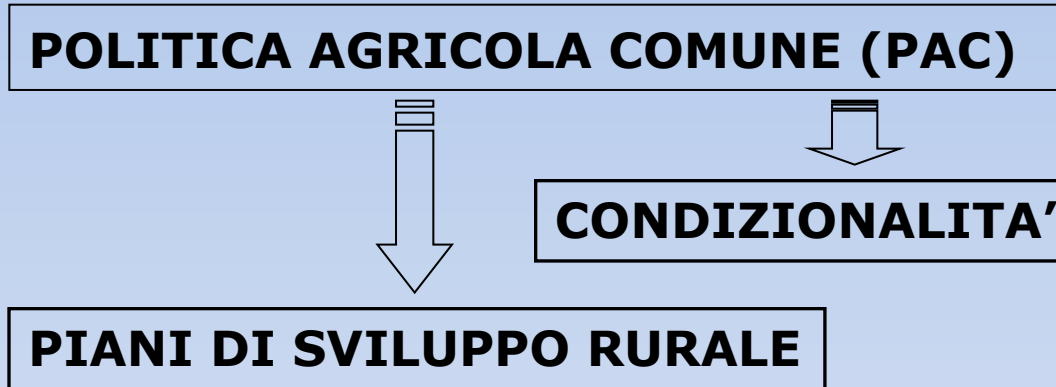 POLITICA AGRICOLA COMUNE (PAC)
CONDIZIONALITA’
PIANI DI SVILUPPO RURALE